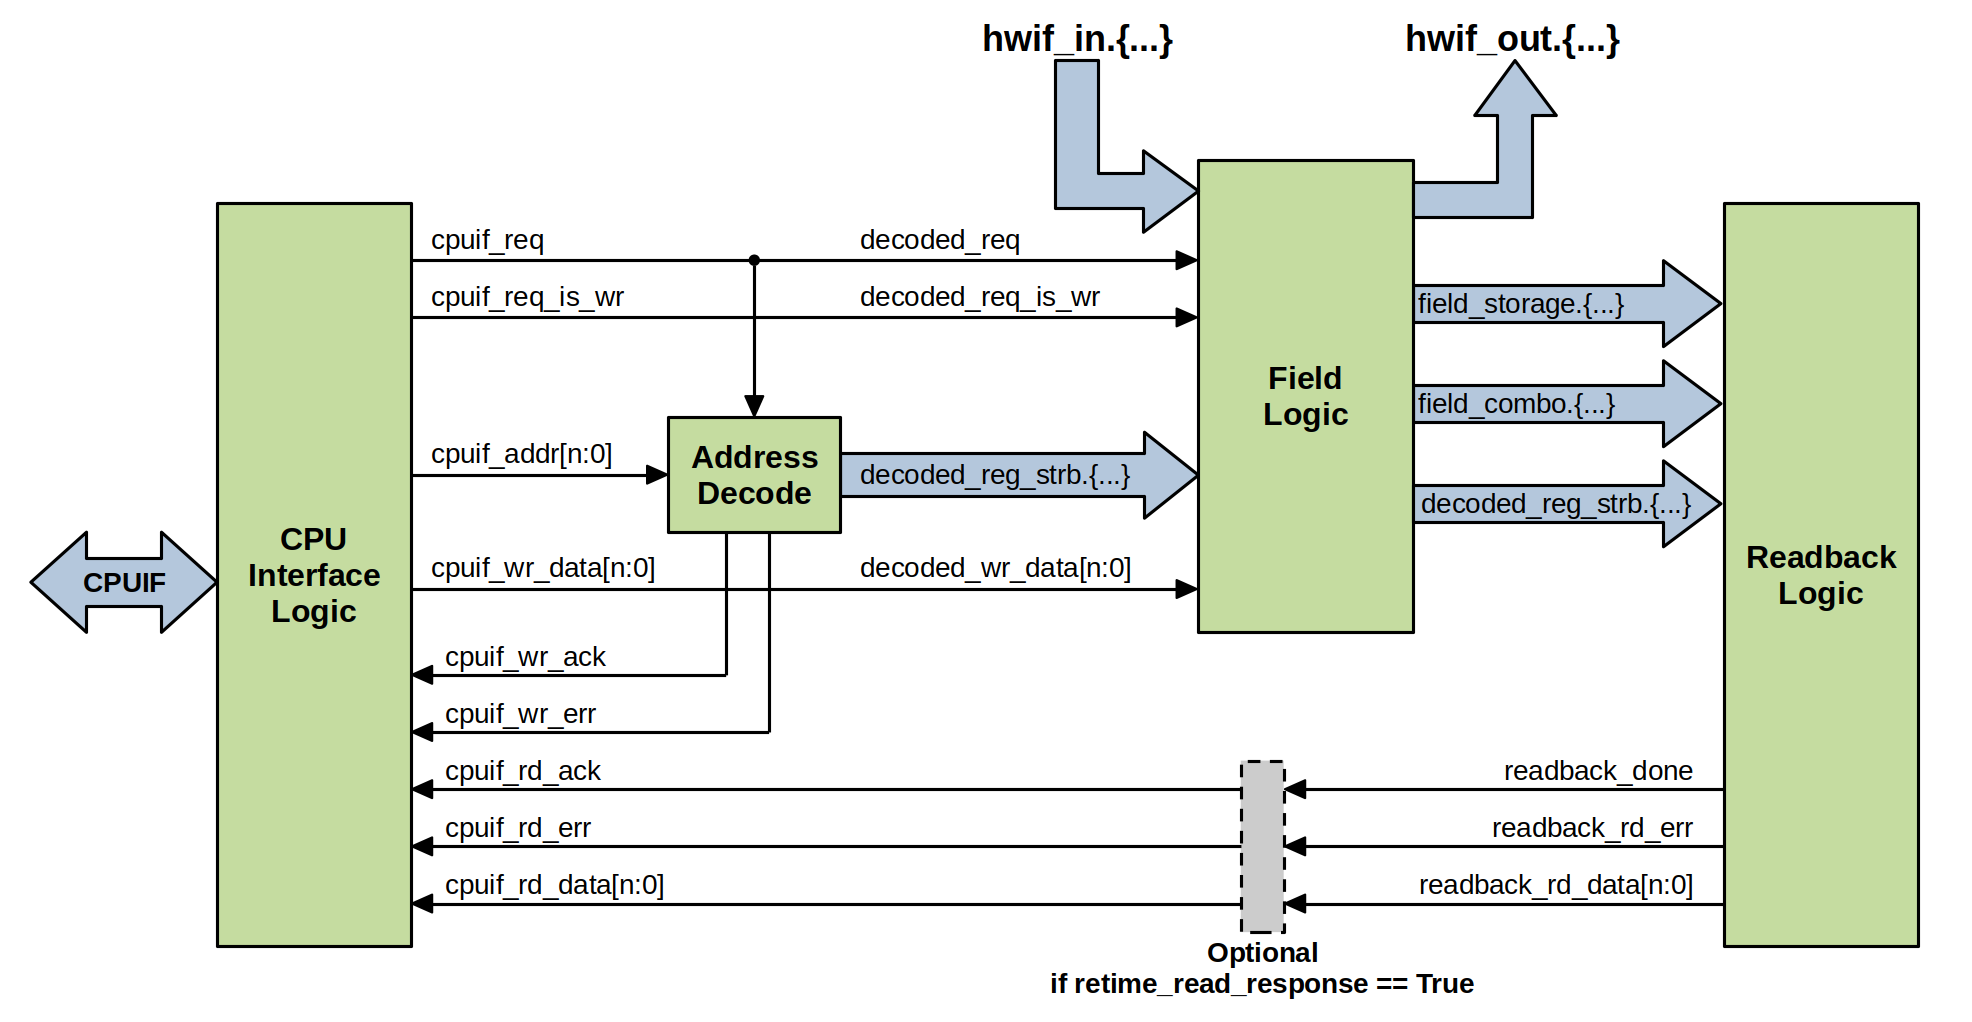 hwif_in.{...}
hwif_out.{...}
cpuif_req
decoded_req
cpuif_req_is_wr
decoded_req_is_wr
field_storage.{...}
Field
Logic
field_combo.{...}
cpuif_addr[n:0]
Address
Decode
decoded_reg_strb.{...}
decoded_reg_strb.{...}
CPU
Interface
Logic
CPUIF
cpuif_wr_data[n:0]
decoded_wr_data[n:0]
Readback
Logic
cpuif_wr_ack
cpuif_wr_err
cpuif_rd_ack
readback_done
cpuif_rd_err
readback_rd_err
cpuif_rd_data[n:0]
readback_rd_data[n:0]
Optional
if retime_read_response == True